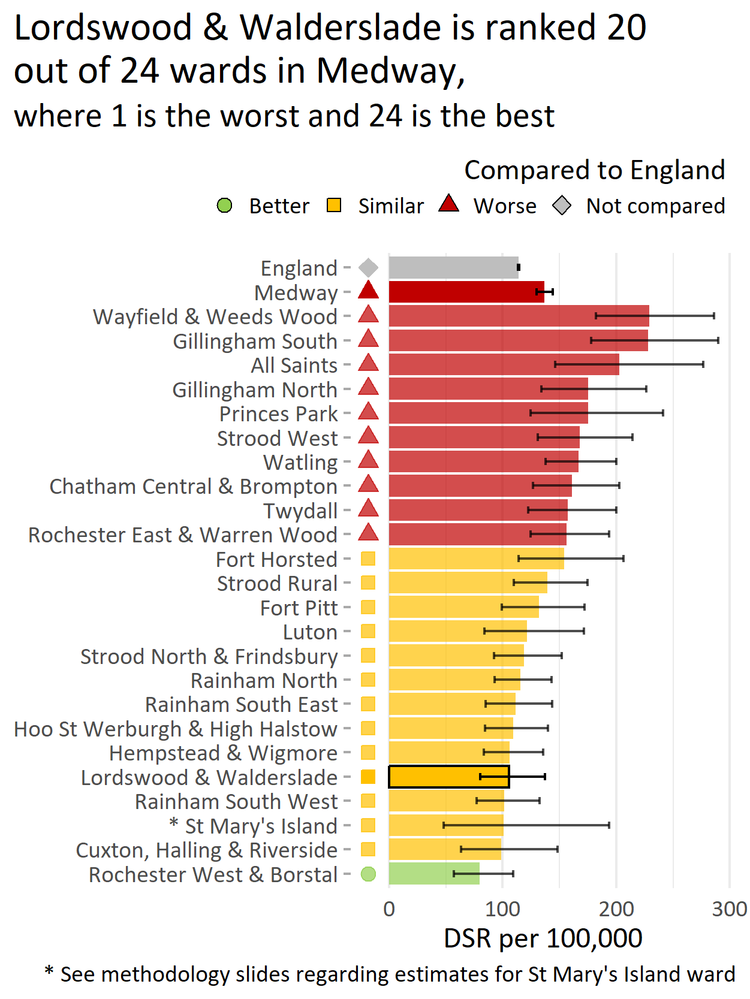 Lordswood & Walderslade is ranked 20
out of 24 wards in Medway,
where 1 is the worst and 24 is the best
Compared to England
Better Similar Worse Not compared
England
Medway
Wayfield & Weeds Wood
Gillingham South
All Saints
Gillingham North
Princes Park
Strood West
Watling
Chatham Central & Brompton
Twydall
Rochester East & Warren Wood
Fort Horsted
Strood Rural
Fort Pitt
Luton
Strood North & Frindsbury
Rainham North
Rainham South East
Hoo St Werburgh & High Halstow
Hempstead & Wigmore
Lordswood & Walderslade
Rainham South West
* St Mary's Island
Cuxton, Halling & Riverside
Rochester West & Borstal
0 100 200 300
DSR per 100,000
* See methodology slides regarding estimates for St Mary's Island ward